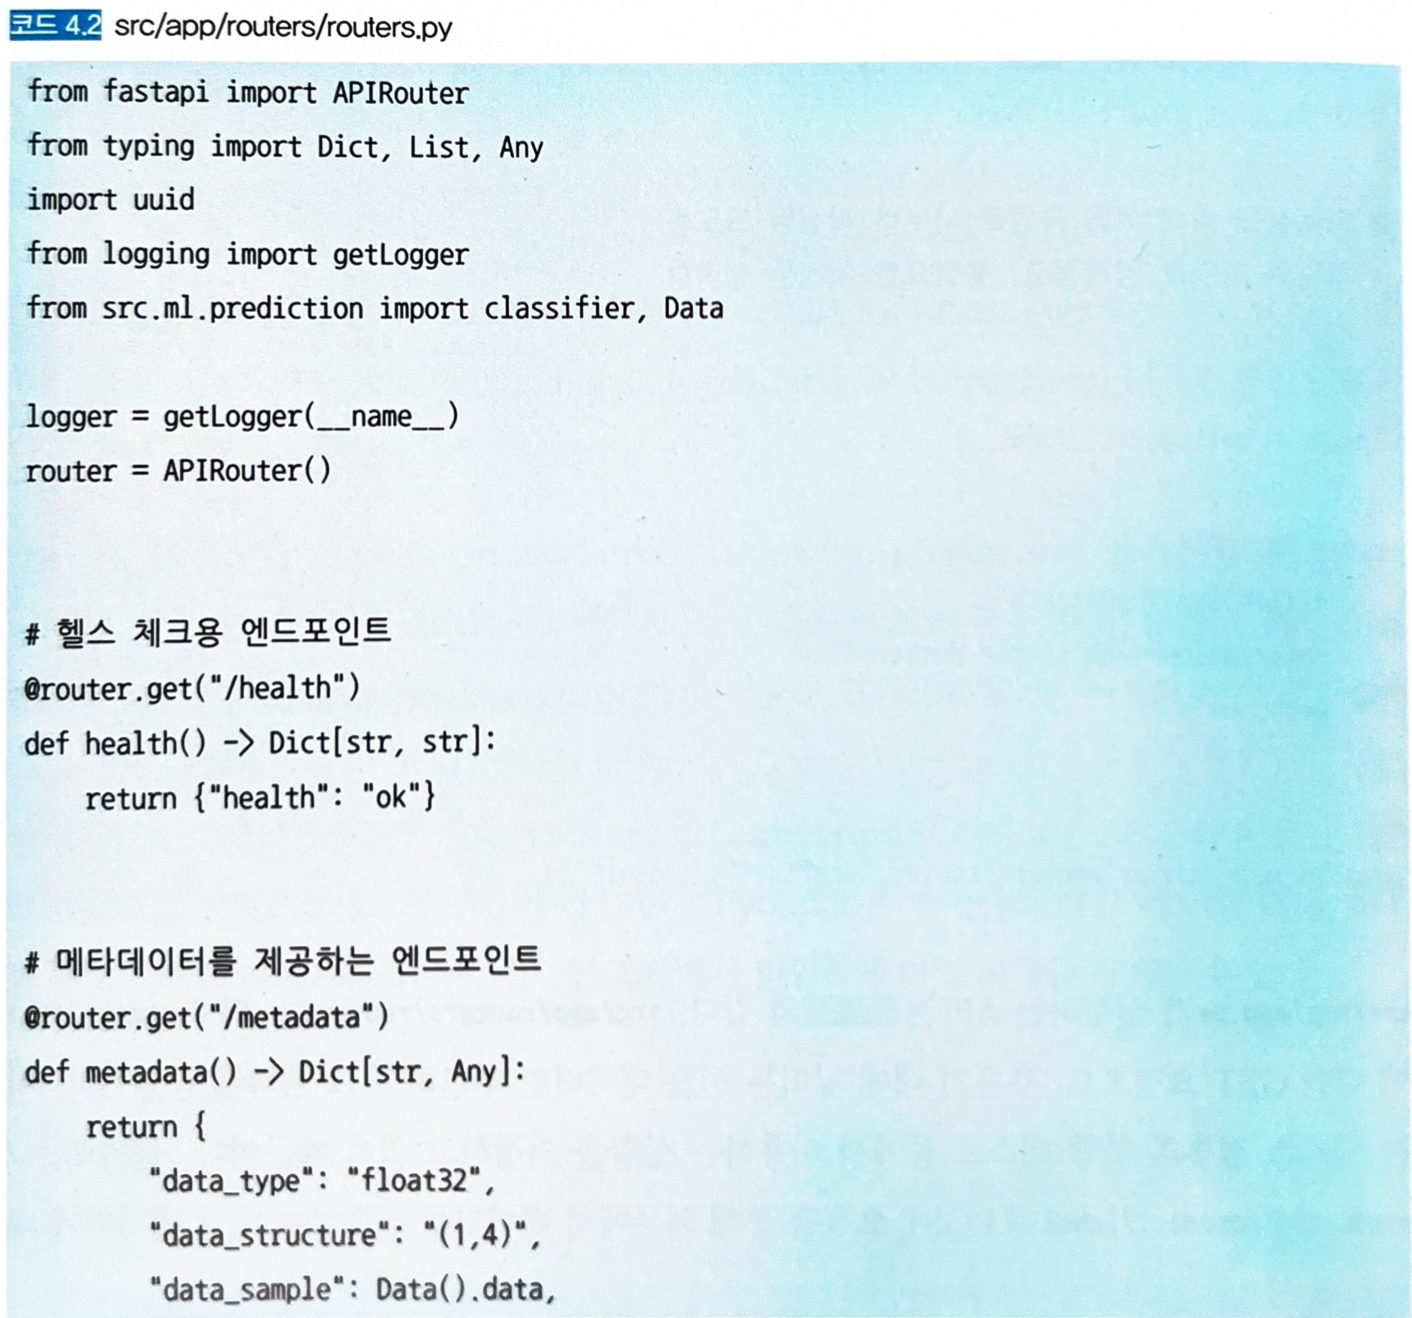 코드 4.2 src/app/routers/routers.py
from fastapi import APIRouter
from typing import Dict, List, Any
import uuid
from logging import getLogger
from src.ml.prediction import classifier, Data

logger = getLogger(__name__)
router = APIRouter()

# 헬스 체크용 엔드포인트
@router.get("/health")
def health() -> Dict[str, str]:
    return {"health": "ok"}

# 메타데이터를 제공하는 엔드포인트
@router.get("/metadata")
def metadata() -> Dict[str, Any]:
    return {
        "data_type": "float32",
        "data_structure": "(1,4)",
        "data_sample": Data().data,